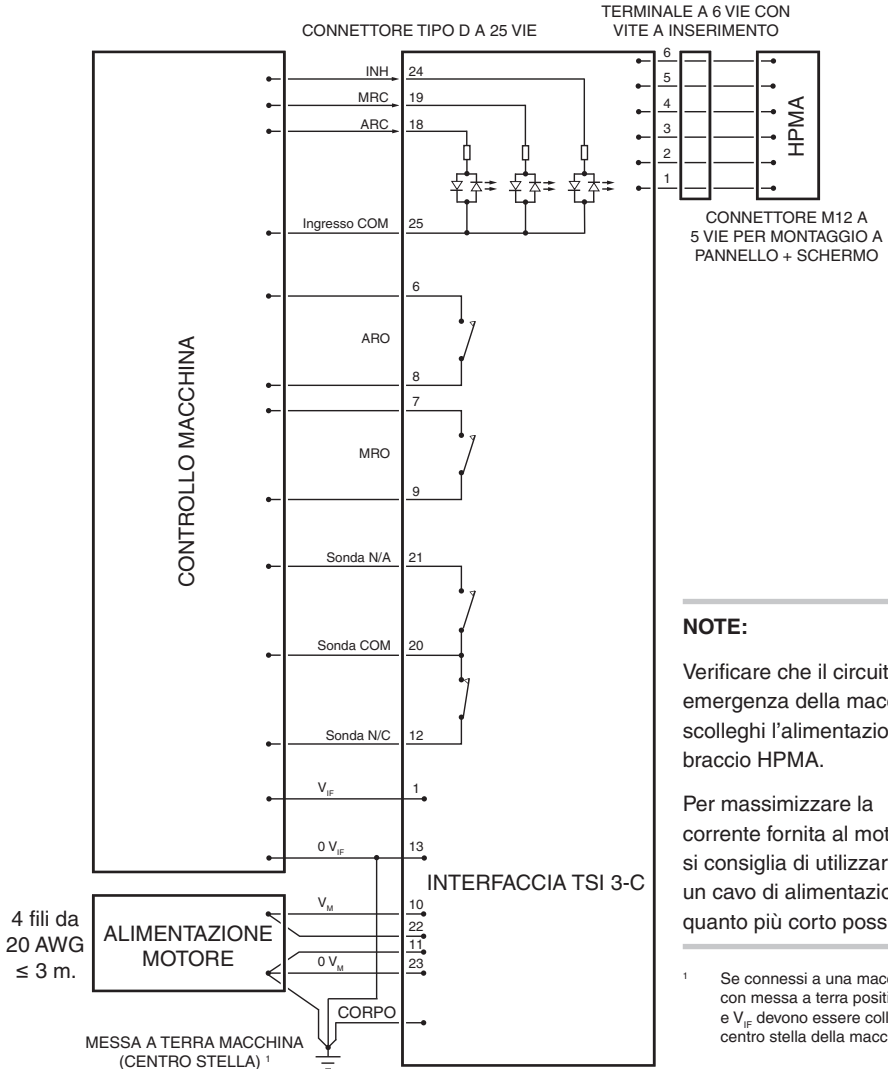 CONNETTORE TIPO D A 25 VIE
TERMINALE A 6 VIE CON
VITE A INSERIMENTO
INH 24
MRC 19
ARC 18
Ingresso COM 25
6
5
4
3
2
1
HPMA
CONNETTORE M12 A
5 VIE PER MONTAGGIO A
PANNELLO + SCHERMO
CONTROLLO MACCHINA
6
ARO
8
7
MRO
9
Sonda N/A 21
Sonda COM 20
Sonda N/C 12
V_IF 1
0 V_IF 13
INTERFACCIA TSI 3-C
4 fili da
20 AWG
≤ 3 m.
ALIMENTAZIONE
MOTORE
V_M 10
22
11
0 V_M 23
CORPO
MESSA A TERRA MACCHINA
(CENTRO STELLA) ¹
NOTE:
Verificare che il circuit
emergenza della macc
scolleghi l'alimentazio
braccio HPMA.
Per massimizzare la
corrente fornita al mot
si consiglia di utilizzar
un cavo di alimentazio
quanto più corto poss
¹ Se connessi a una macc
con messa a terra positi
e V_IF devono essere coll
centro stella della macc